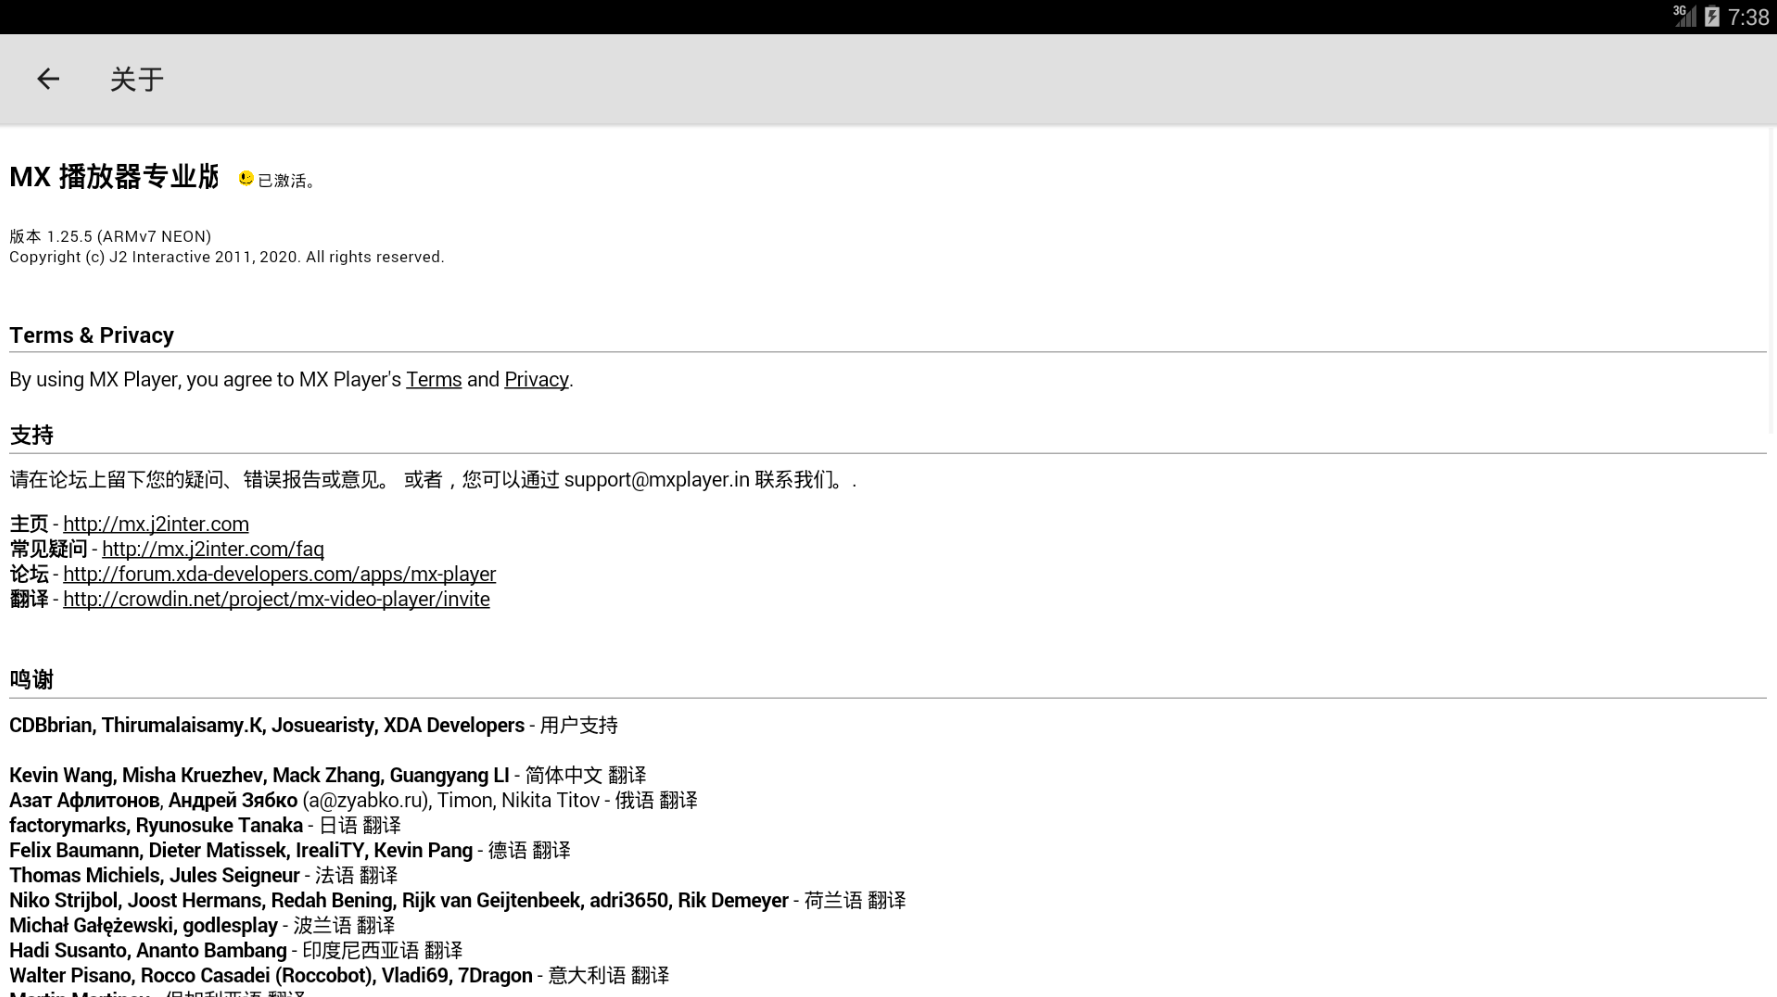 3G 7:38
关于
MX 播放器专业版 已激活。
版本 1.25.5 (ARMv7 NEON)
Copyright (c) J2 Interactive 2011, 2020. All rights reserved.
Terms & Privacy
By using MX Player, you agree to MX Player's Terms and Privacy.
支持
请在论坛上留下您的疑问、错误报告或意见。 或者，您可以通过 support@mxplayer.in 联系我们。.
主页 - http://mx.j2inter.com
常见疑问 - http://mx.j2inter.com/faq
论坛 - http://forum.xda-developers.com/apps/mx-player
翻译 - http://crowdin.net/project/mx-video-player/invite
鸣谢
CDBbrian, Thirumalaisamy.K, Josuearisty, XDA Developers - 用户支持
Kevin Wang, Misha Kruezhev, Mack Zhang, Guangyang LI - 简体中文 翻译
Азат Афлитонов, Андрей Зябко (a@zyabko.ru), Timon, Nikita Titov - 俄语 翻译
factorymarks, Ryunosuke Tanaka - 日语 翻译
Felix Baumann, Dieter Matissek, IrealiTY, Kevin Pang - 德语 翻译
Thomas Michiels, Jules Seigneur - 法语 翻译
Niko Strijbol, Joost Hermans, Redah Bening, Rijk van Geijtenbeek, adri3650, Rik Demeyer - 荷兰语 翻译
Michał Gałężewski, godlesplay - 波兰语 翻译
Hadi Susanto, Ananto Bambang - 印度尼西亚语 翻译
Walter Pisano, Rocco Casadei (Roccobot), Vladi69, 7Dragon - 意大利语 翻译